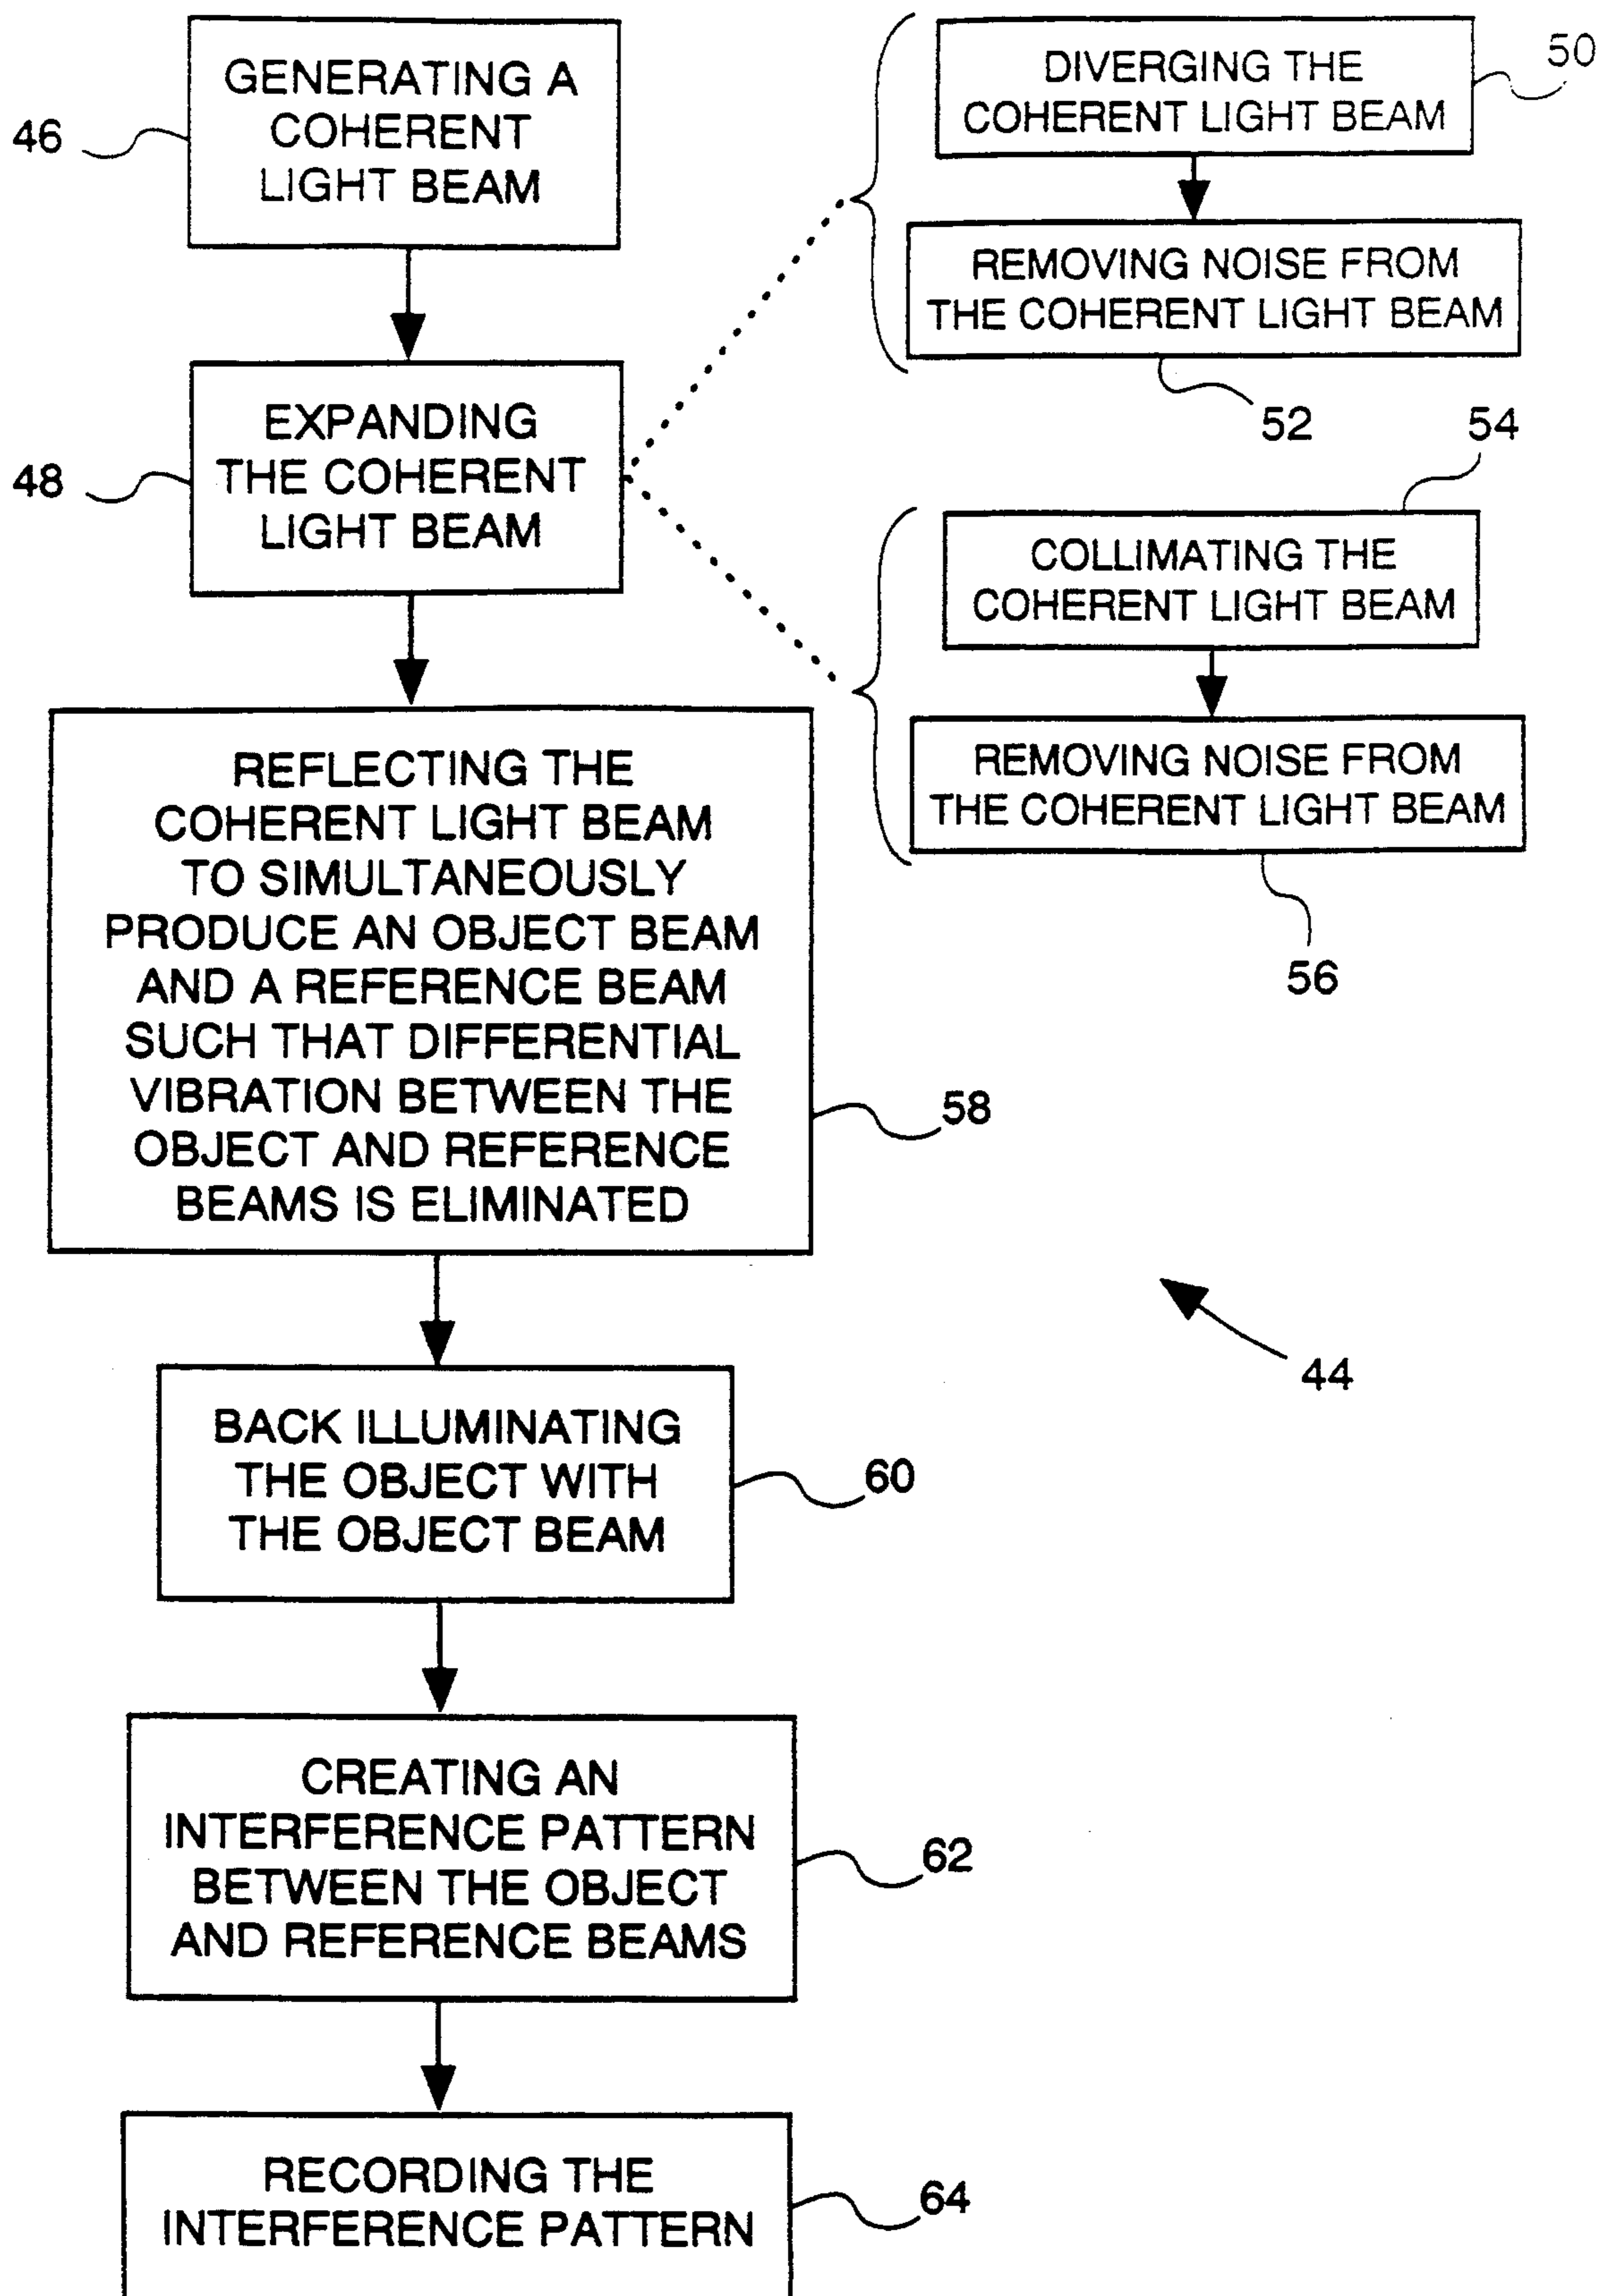 GENERATING A
COHERENT
LIGHT BEAM
46
EXPANDING
THE COHERENT
LIGHT BEAM
48
DIVERGING THE
COHERENT LIGHT BEAM
50
REMOVING NOISE FROM
THE COHERENT LIGHT BEAM
52
54
COLLIMATING THE
COHERENT LIGHT BEAM
REMOVING NOISE FROM
THE COHERENT LIGHT BEAM
56
REFLECTING THE
COHERENT LIGHT BEAM
TO SIMULTANEOUSLY
PRODUCE AN OBJECT BEAM
AND A REFERENCE BEAM
SUCH THAT DIFFERENTIAL
VIBRATION BETWEEN THE
OBJECT AND REFERENCE
BEAMS IS ELIMINATED
58
44
BACK ILLUMINATING
THE OBJECT WITH
THE OBJECT BEAM
60
CREATING AN
INTERFERENCE PATTERN
BETWEEN THE OBJECT
AND REFERENCE BEAMS
62
RECORDING THE
INTERFERENCE PATTERN
64